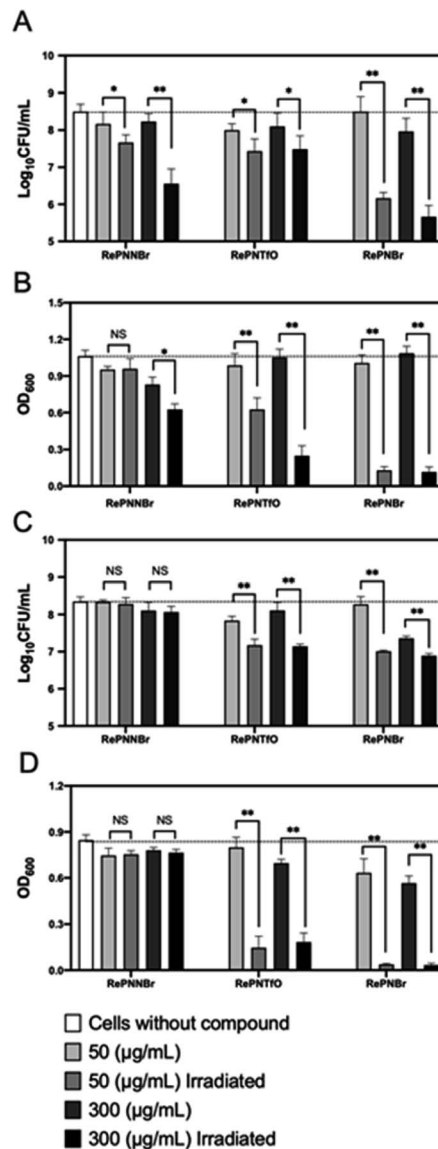 A
* ** * * ** **
10
9
8
7
6
5
Log10CFU/mL
RePNNBr RePNTfO RePNBr
B
NS * ** ** ** **
1.5
1.2
0.9
0.6
0.3
0.0
OD600
RePNNBr RePNTfO RePNBr
C
NS NS ** ** ** **
10
9
8
7
6
5
Log10CFU/mL
RePNNBr RePNTfO RePNBr
D
NS NS ** ** ** **
1.2
0.9
0.6
0.3
0.0
OD600
RePNNBr RePNTfO RePNBr
Cells without compound
50 (µg/mL)
50 (µg/mL) Irradiated
300 (µg/mL)
300 (µg/mL) Irradiated